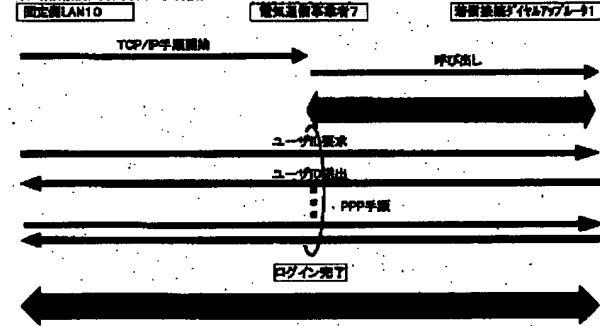 固定側LAN10
電気通信事業者7
着信接続ダイヤルアップルータ1
TCP/IP手順開始
呼び出し
ユーザID要求
ユーザID送出
PPP手順
ログイン完了